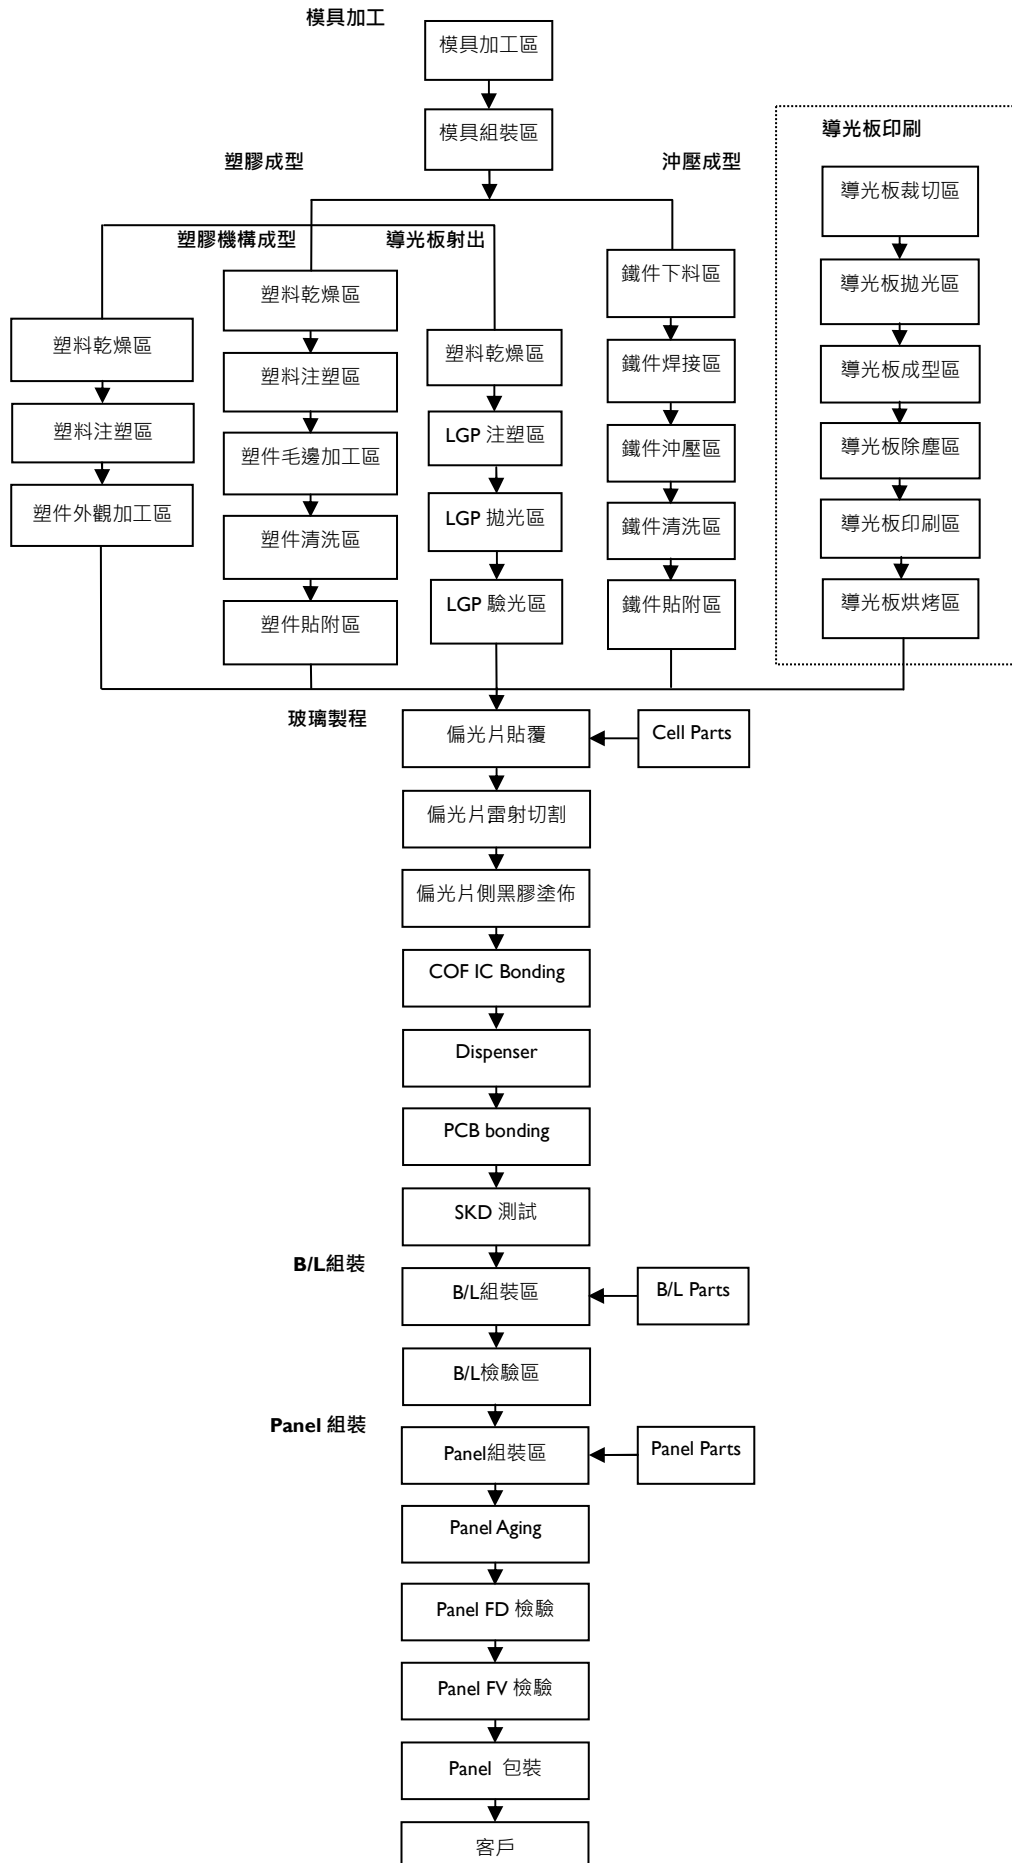 模具加工
模具加工區
模具組裝區
塑膠成型
沖壓成型
導光板印刷
塑膠機構成型
導光板射出
塑料乾燥區
塑料注塑區
塑件外觀加工區
塑料乾燥區
塑料注塑區
塑件毛邊加工區
塑件清洗區
塑件貼附區
塑料乾燥區
LGP 注塑區
LGP 拋光區
LGP 驗光區
鐵件下料區
鐵件焊接區
鐵件沖壓區
鐵件清洗區
鐵件貼附區
導光板裁切區
導光板拋光區
導光板成型區
導光板除塵區
導光板印刷區
導光板烘烤區
玻璃製程
偏光片貼覆
Cell Parts
偏光片雷射切割
偏光片側黑膠塗佈
COF IC Bonding
Dispenser
PCB bonding
SKD 測試
B/L組裝
B/L組裝區
B/L Parts
B/L檢驗區
Panel 組裝
Panel組裝區
Panel Parts
Panel Aging
Panel FD 檢驗
Panel FV 檢驗
Panel 包裝
客戶